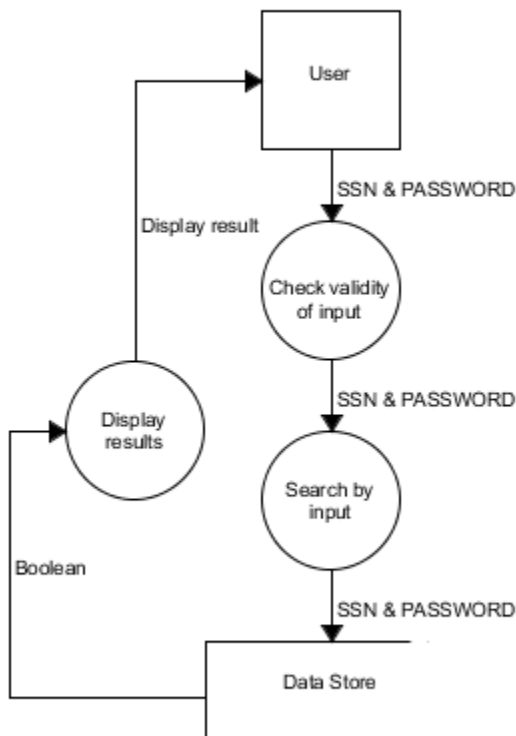 User
SSN & PASSWORD
Display result
Check validity
of input
SSN & PASSWORD
Display
results
Search by
input
Boolean
SSN & PASSWORD
Data Store